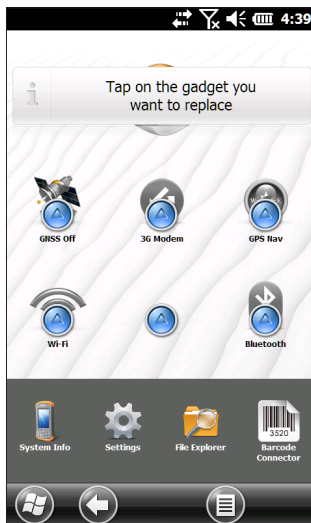 4:39
Tap on the gadget you
want to replace
GNSS Off
3G Modem
GPS Nav
Wi-Fi
Bluetooth
System Info
Settings
File Explorer
3520
Barcode
Connector